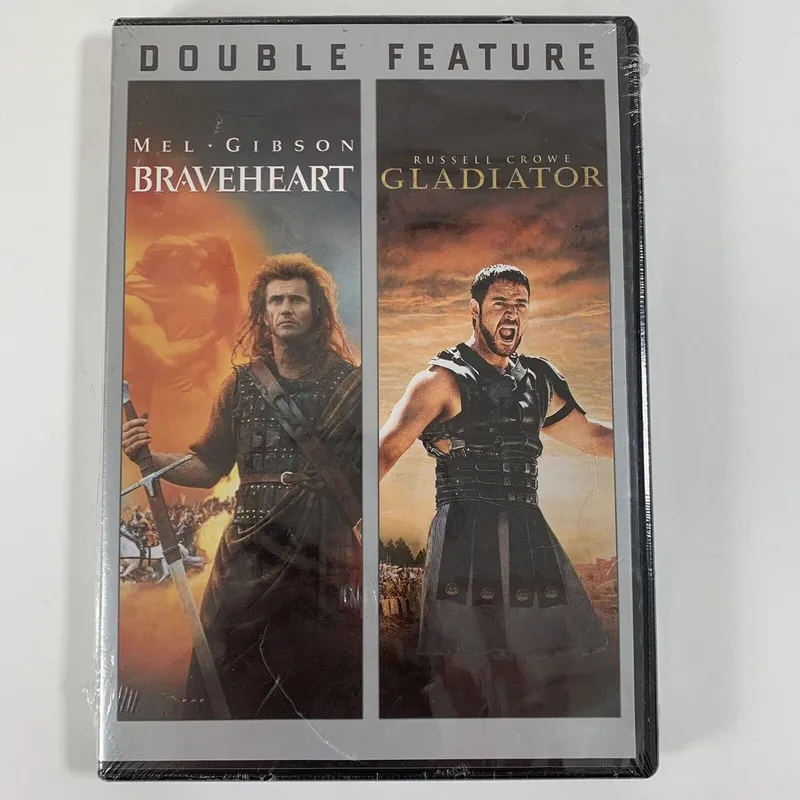 DOUBLE FEATURE
MEL · GIBSON
BRAVEHEART
RUSSELL CROWE
GLADIATOR